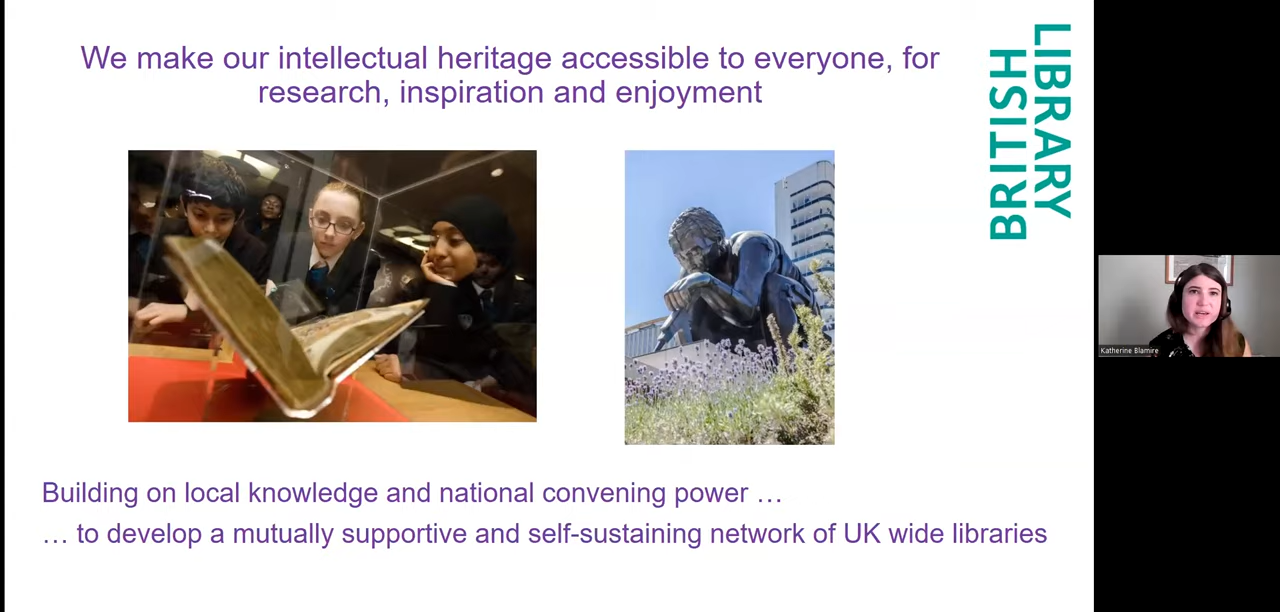 We make our intellectual heritage accessible to everyone, for
research, inspiration and enjoyment
BRITISH
LIBRARY
Building on local knowledge and national convening power …
… to develop a mutually supportive and self-sustaining network of UK wide libraries
Katherine Blamire